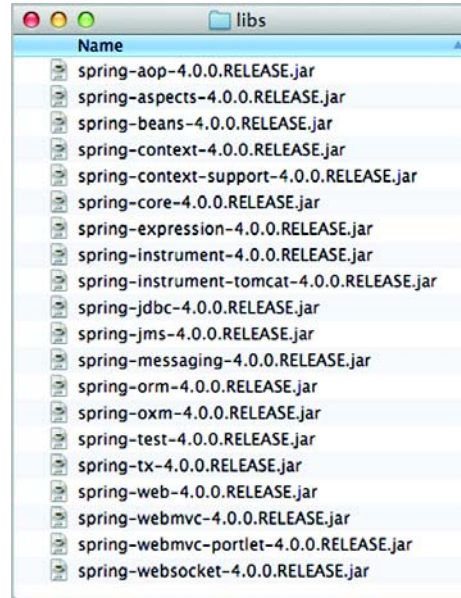 libs
Name
spring-aop-4.0.0.RELEASE.jar
spring-aspects-4.0.0.RELEASE.jar
spring-beans-4.0.0.RELEASE.jar
spring-context-4.0.0.RELEASE.jar
spring-context-support-4.0.0.RELEASE.jar
spring-core-4.0.0.RELEASE.jar
spring-expression-4.0.0.RELEASE.jar
spring-instrument-4.0.0.RELEASE.jar
spring-instrument-tomcat-4.0.0.RELEASE.jar
spring-jdbc-4.0.0.RELEASE.jar
spring-jms-4.0.0.RELEASE.jar
spring-messaging-4.0.0.RELEASE.jar
spring-orm-4.0.0.RELEASE.jar
spring-oxm-4.0.0.RELEASE.jar
spring-test-4.0.0.RELEASE.jar
spring-tx-4.0.0.RELEASE.jar
spring-web-4.0.0.RELEASE.jar
spring-webmvc-4.0.0.RELEASE.jar
spring-webmvc-portlet-4.0.0.RELEASE.jar
spring-websocket-4.0.0.RELEASE.jar